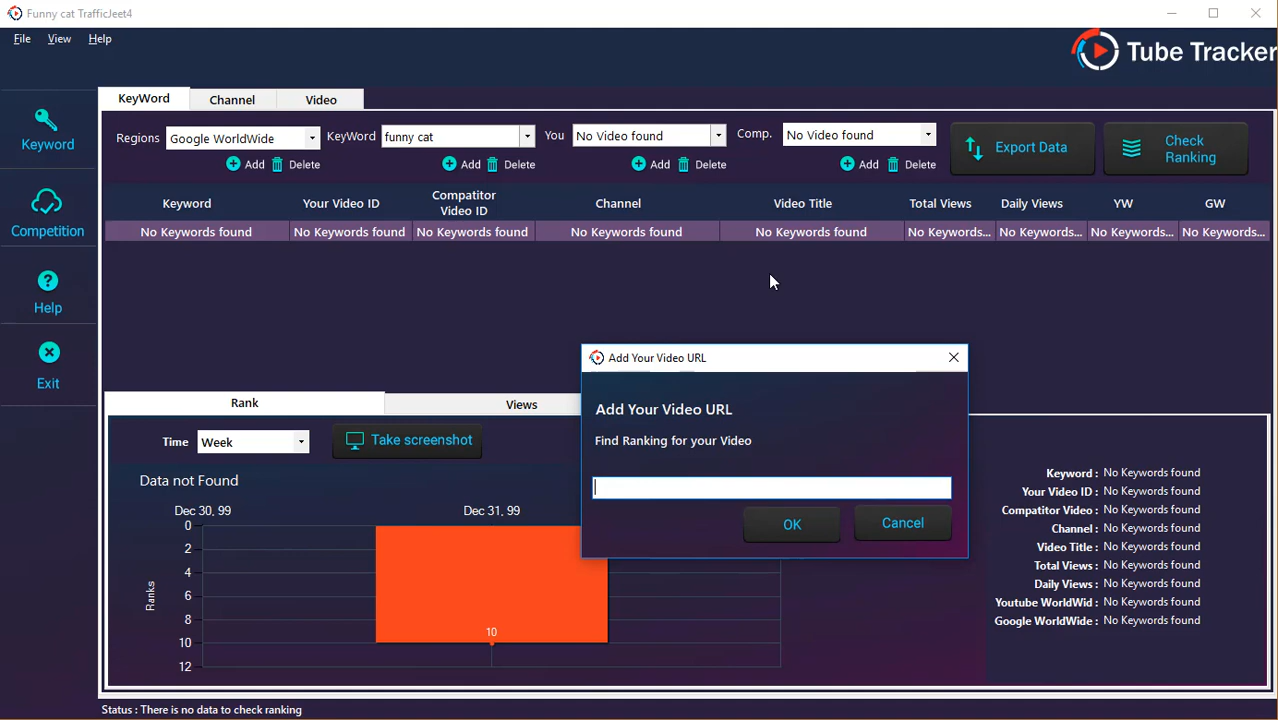 Funny cat TrafficJeet4
File View Help
Tube Tracker
KeyWord Channel Video
Keyword
Competition
Help
Exit
Regions Google WorldWide KeyWord funny cat You No Video found Comp. No Video found Export Data Check Ranking
Add Delete Add Delete Add Delete Add Delete
Keyword Your Video ID Compatitor Video ID Channel Video Title Total Views Daily Views YW GW
No Keywords found No Keywords found No Keywords found No Keywords found No Keywords found No Keywords... No Keywords... No Keywords... No Keywords...
Add Your Video URL
Add Your Video URL
Find Ranking for your Video
OK Cancel
Rank Views
Time Week Take screenshot
Data not Found
Dec 30, 99 Dec 31, 99
Ranks
0
2
4
6
8
10
12
10
Keyword : No Keywords found
Your Video ID : No Keywords found
Compatitor Video : No Keywords found
Channel : No Keywords found
Video Title : No Keywords found
Total Views : No Keywords found
Daily Views : No Keywords found
Youtube WorldWid : No Keywords found
Google WorldWide : No Keywords found
Status : There is no data to check ranking